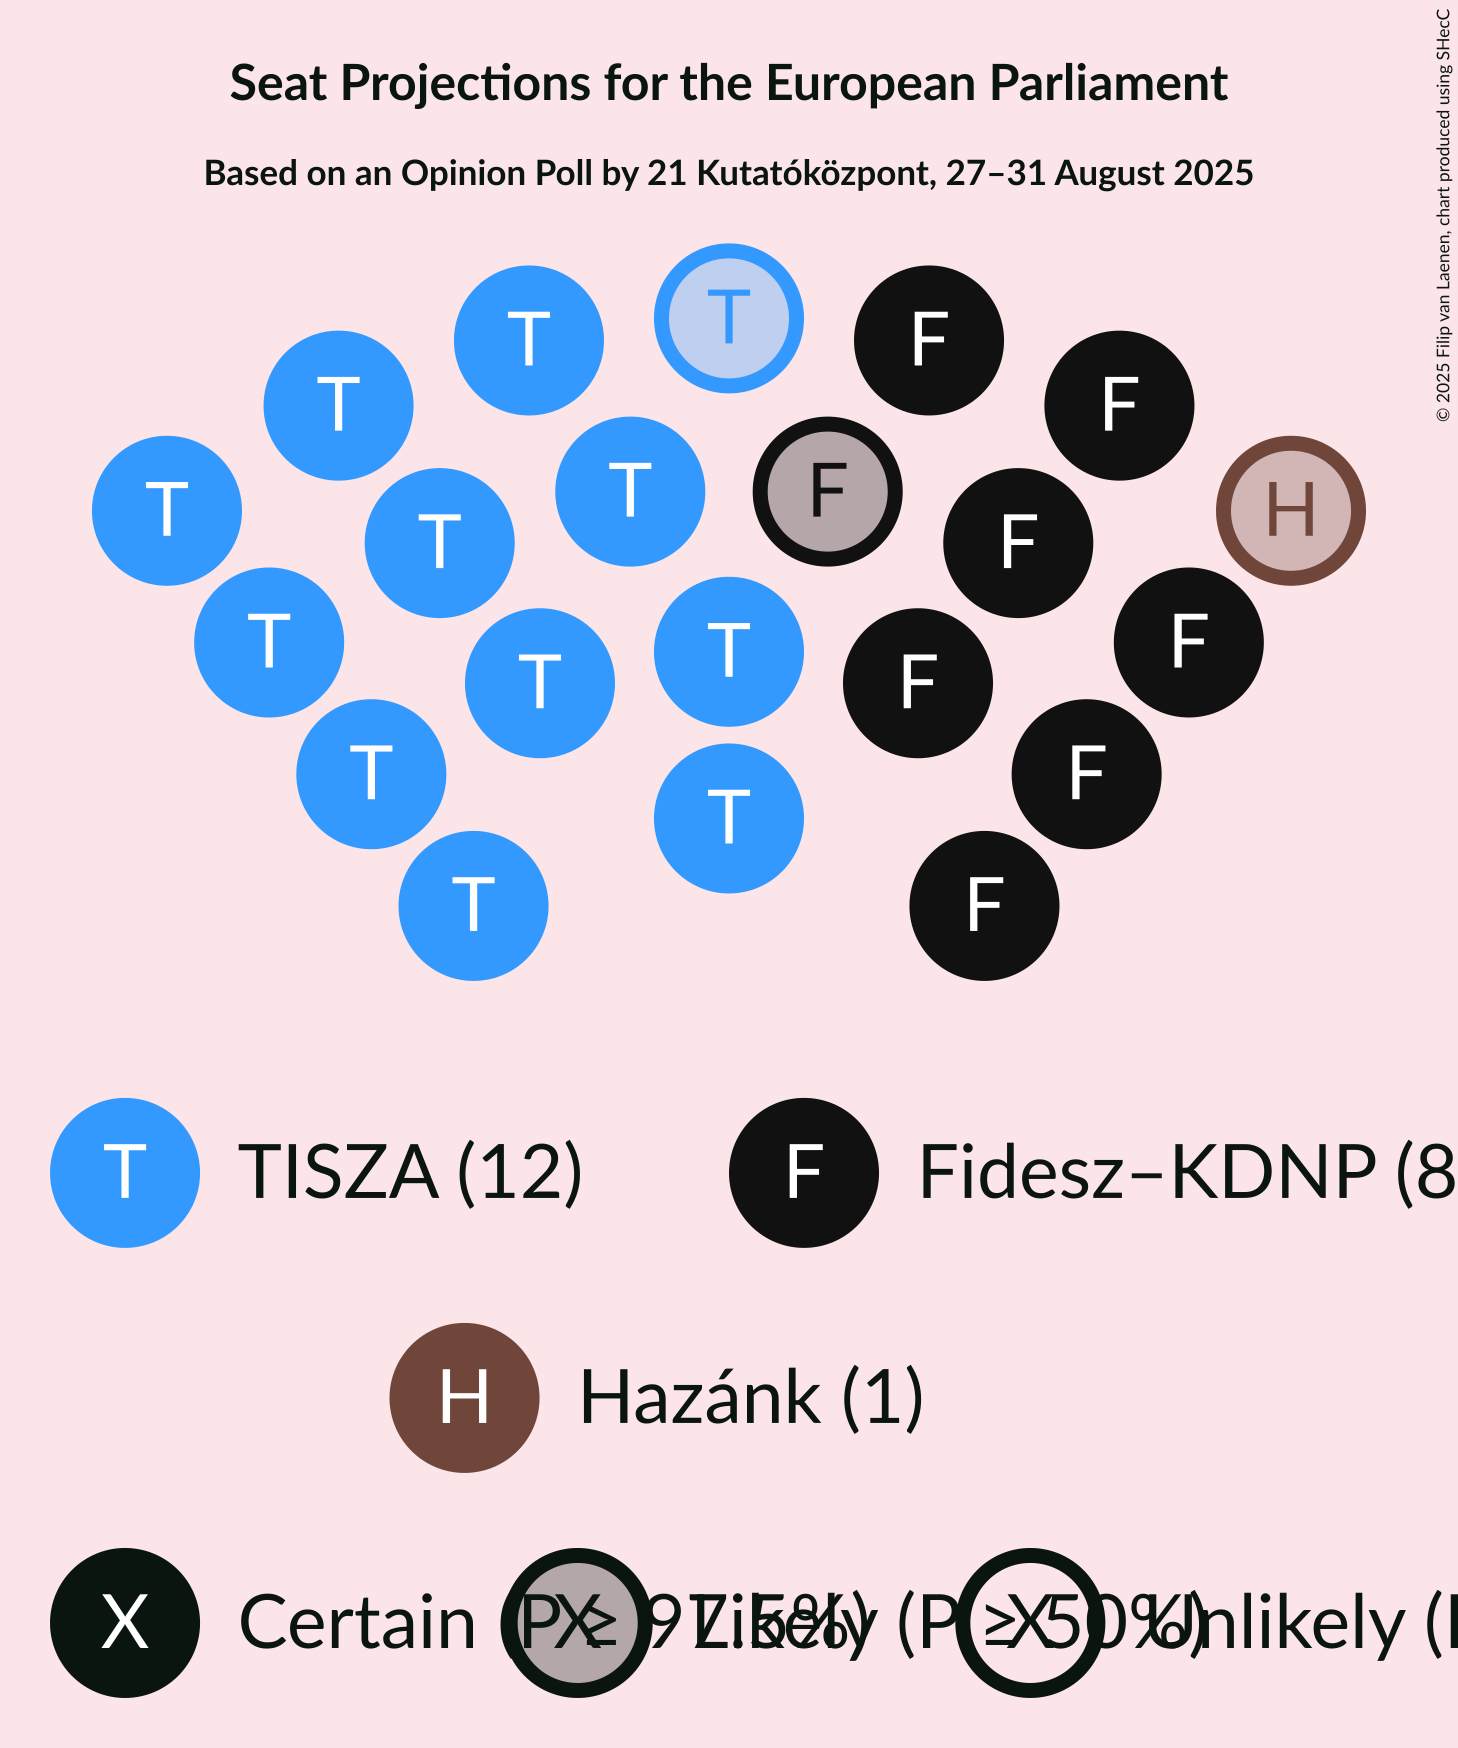 Seat Projections for the European Parliament
Based on an Opinion Poll by 21 Kutatóközpont, 27–31 August 2025
© 2025 Filip van Laenen, chart produced using SHecC
T
T T F F
T T F H
T T F
T T F
T T F
T F
T
T F
T TISZA (12) F Fidesz–KDNP (8
H Hazánk (1)
X Certain (P ≥ 97.5%) X Likely (P ≥ 50%) X Unlikely (